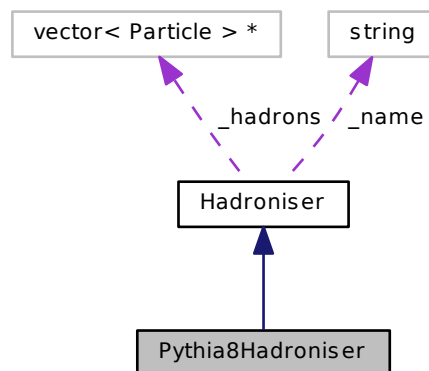 vector< Particle > *
string
_hadrons
_name
Hadroniser
Pythia8Hadroniser